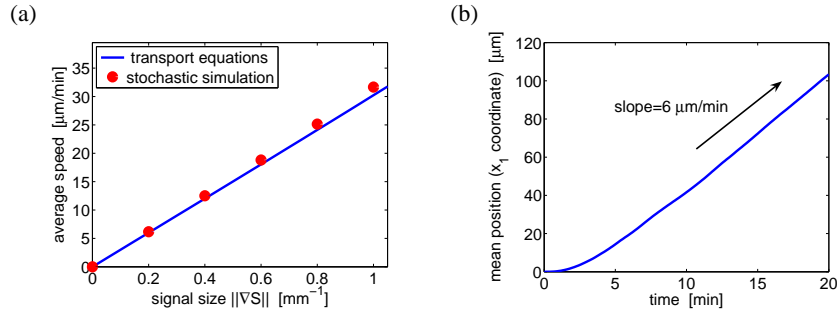 (a)
transport equations
stochastic simulation
35
30
25
20
15
10
5
0
average speed [μm/min]
0 0.2 0.4 0.6 0.8 1
signal size ||∇S|| [mm⁻¹]
(b)
120
100
80
60
40
20
0
mean position (x₁ coordinate) [μm]
slope=6 μm/min
0 5 10 15 20
time [min]